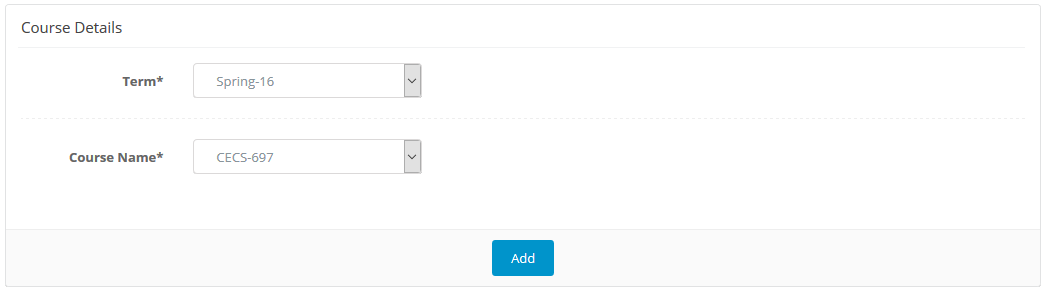 Course Details
Term*
Spring-16
Course Name*
CECS-697
Add